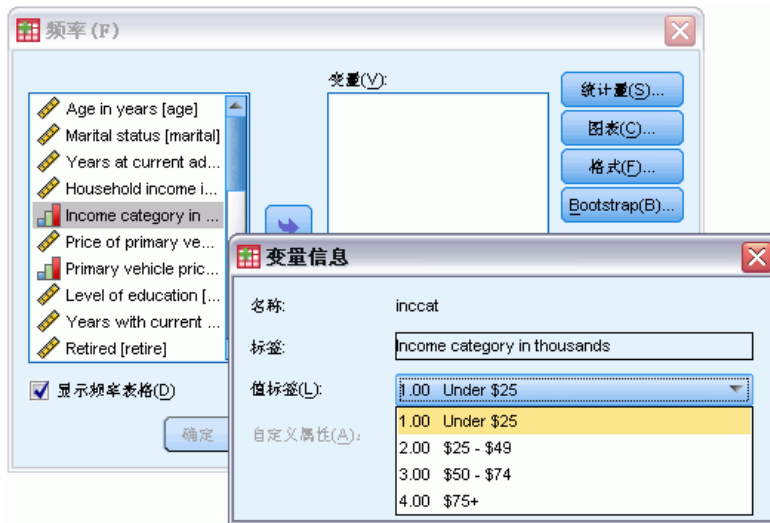 频率(F)
变量(V):
Age in years [age]
Marital status [marital]
Years at current ad...
Household income i...
Income category in ...
Price of primary ve...
Primary vehicle pric...
Level of education [...
Years with current ...
Retired [retire]
统计量(S)...
图表(C)...
格式(F)...
Bootstrap(B)...
显示频率表格(D)
确定
变量信息
名称: inccat
标签: Income category in thousands
值标签(L): 1.00 Under $25
自定义属性(A):
1.00 Under $25
2.00 $25 - $49
3.00 $50 - $74
4.00 $75+